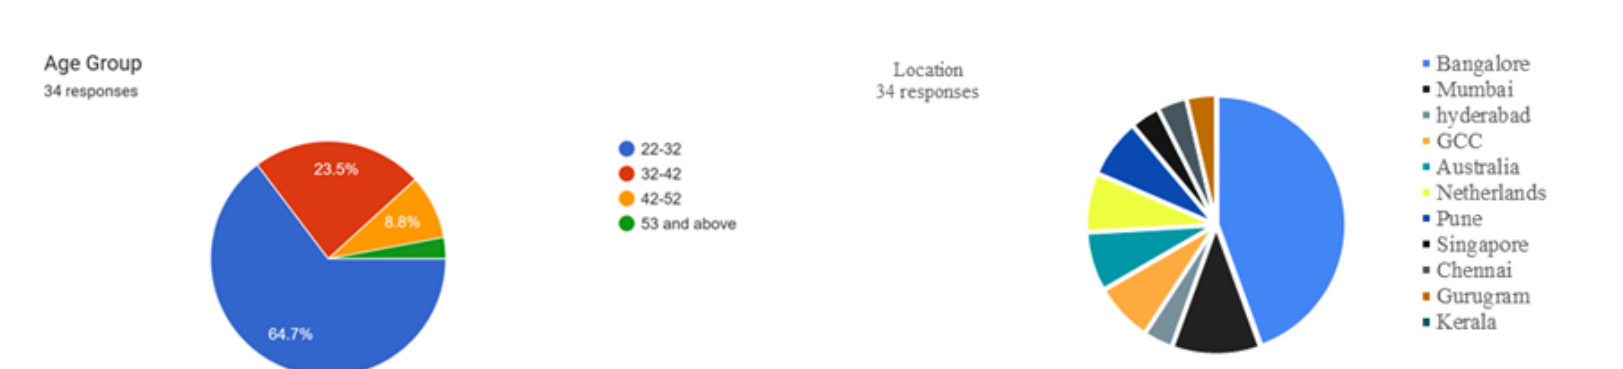 Age Group
34 responses
23.5%
8.8%
64.7%
22-32
32-42
42-52
53 and above
Location
34 responses
Bangalore
Mumbai
hyderabad
GCC
Australia
Netherlands
Pune
Singapore
Chennai
Gurugram
Kerala